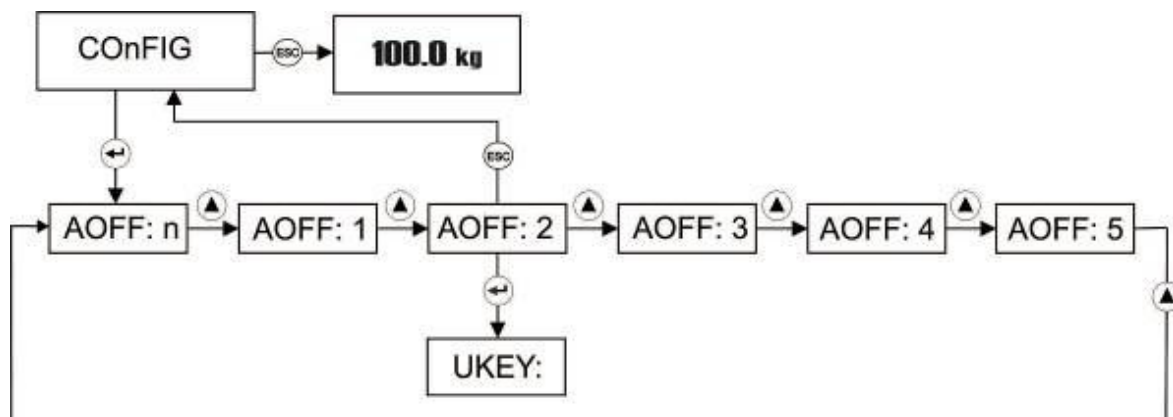 COnFIG
ESC
100.0 kg
ESC
AOFF: n
AOFF: 1
AOFF: 2
AOFF: 3
AOFF: 4
AOFF: 5
UKEY: